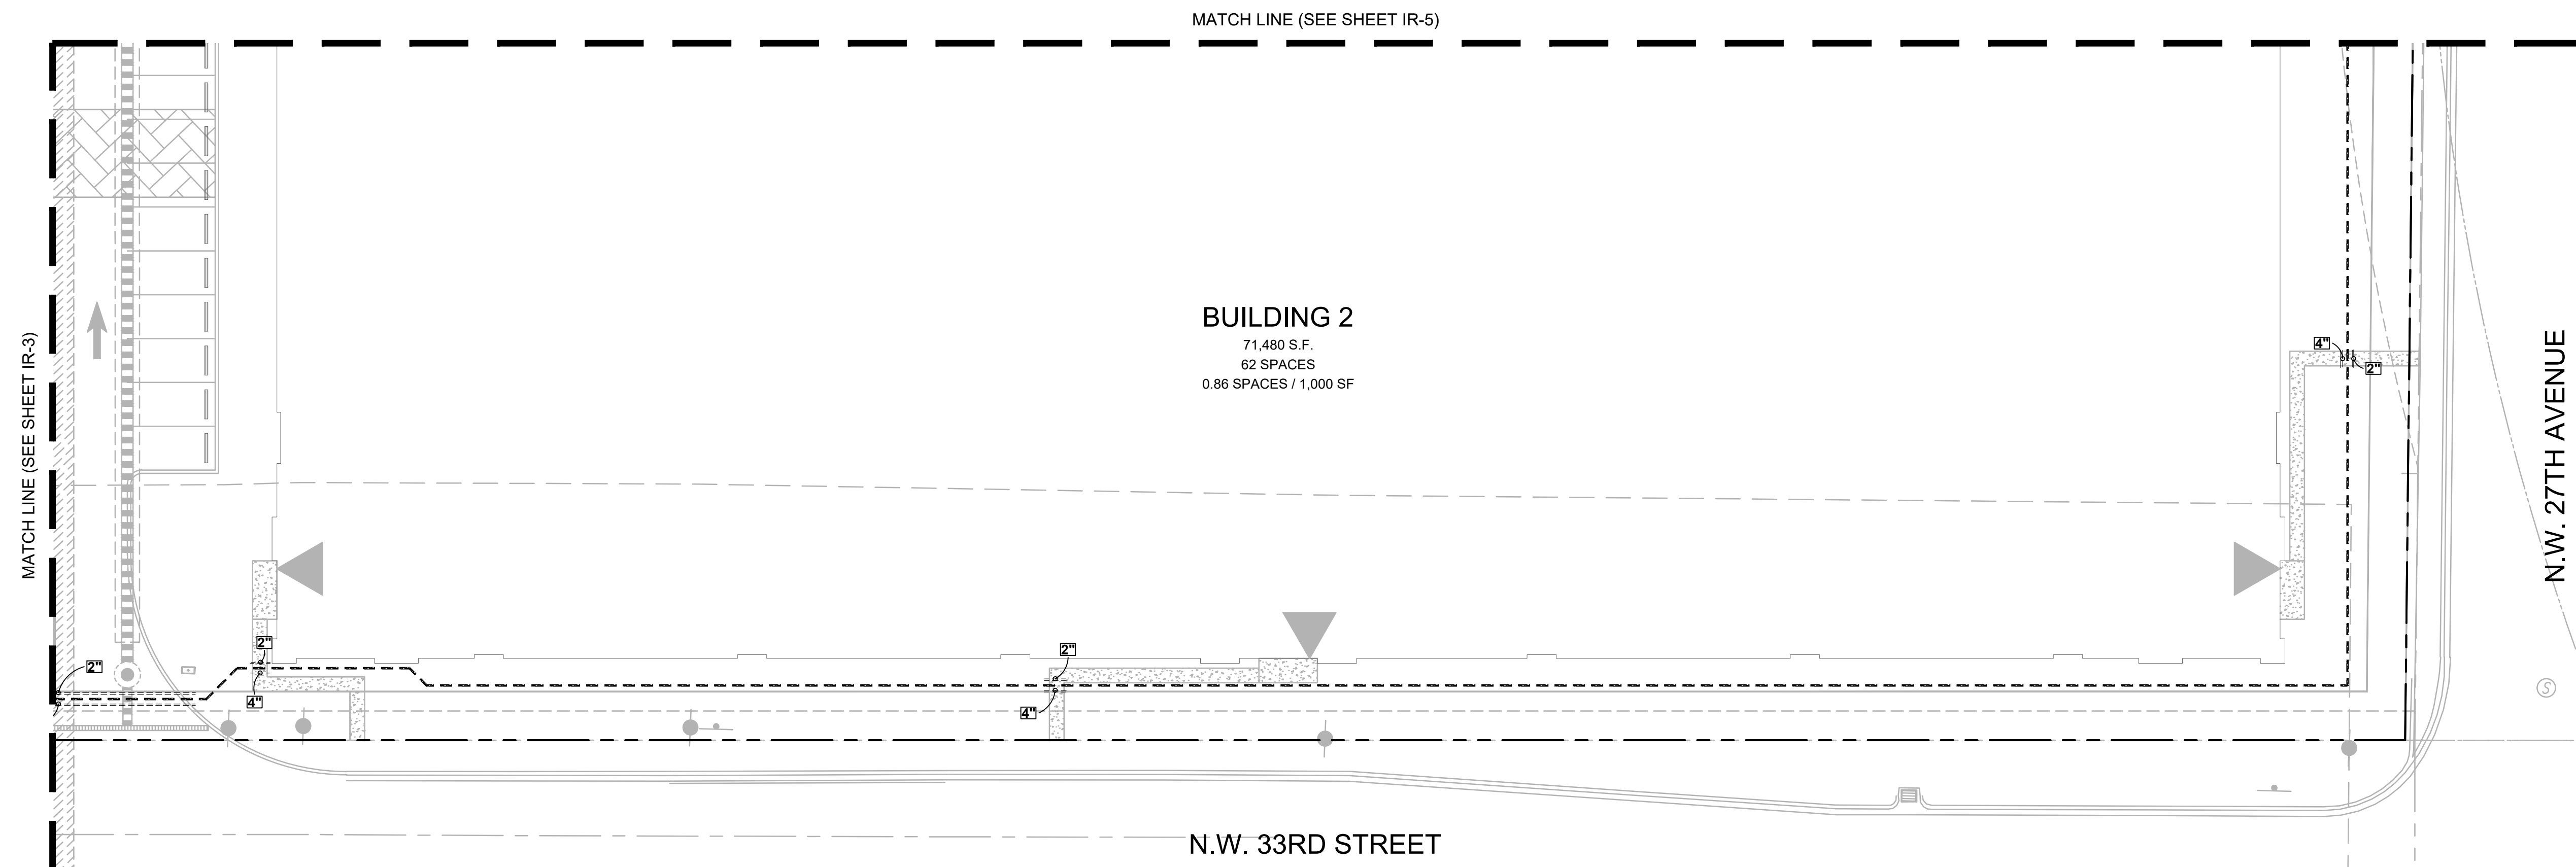 MATCH LINE (SEE SHEET IR-5)
MATCH LINE (SEE SHEET IR-3)
BUILDING 2
71,480 S.F.
62 SPACES
0.86 SPACES / 1,000 SF
4"
2"
N.W. 27TH AVENUE
2"
2"
2"
4"
4"
S
N.W. 33RD STREET